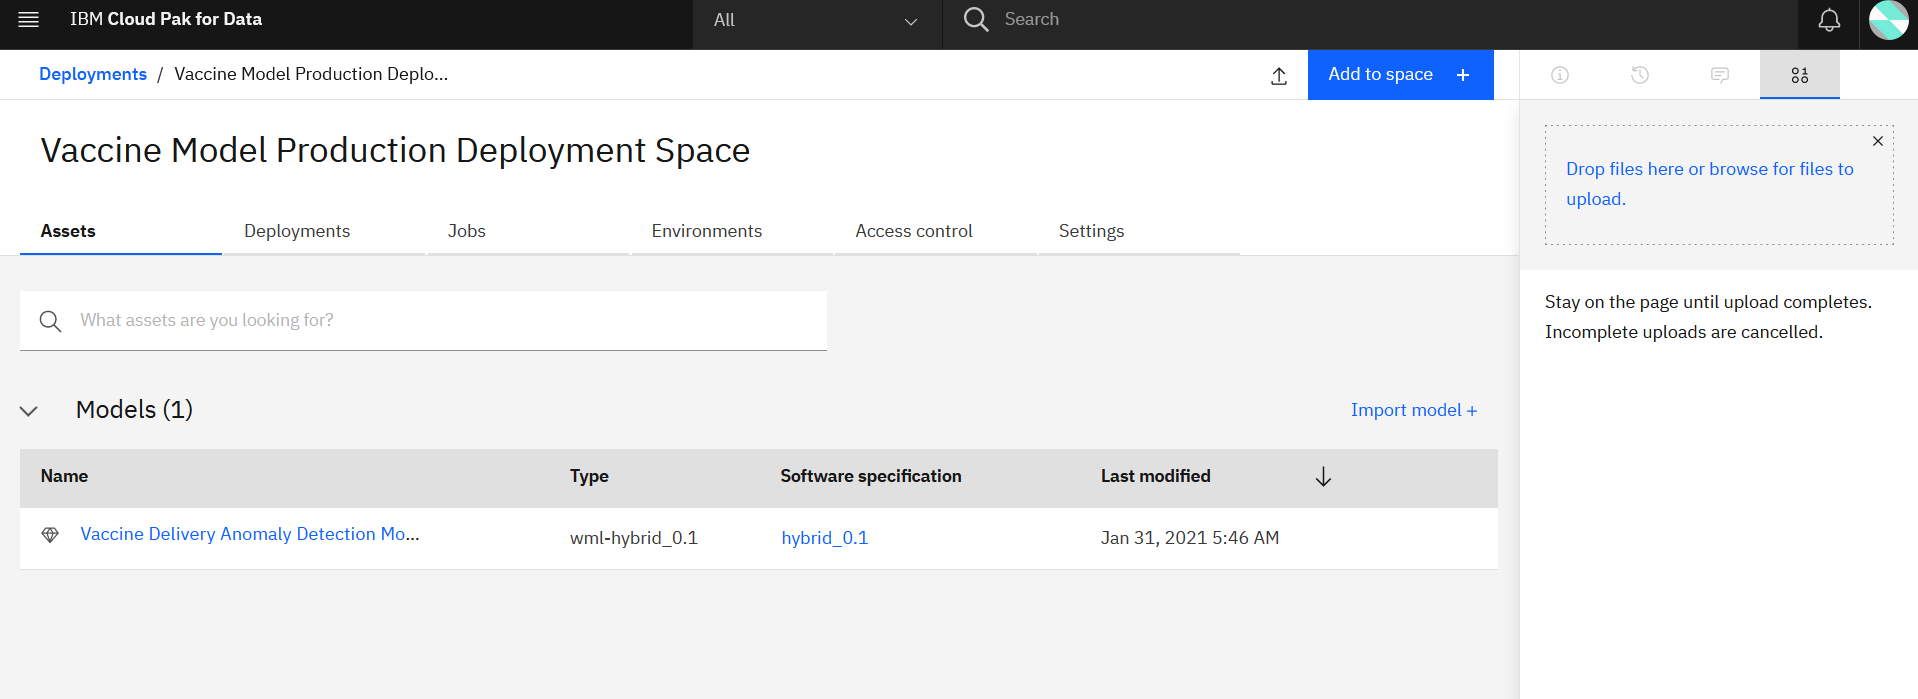 IBM Cloud Pak for Data
All
Search
Deployments / Vaccine Model Production Deplo...
Add to space +
Vaccine Model Production Deployment Space
Assets Deployments Jobs Environments Access control Settings
What assets are you looking for?
Models (1)
Import model +
Name Type Software specification Last modified
Vaccine Delivery Anomaly Detection Mo... wml-hybrid_0.1 hybrid_0.1 Jan 31, 2021 5:46 AM
Drop files here or browse for files to
upload.
Stay on the page until upload completes.
Incomplete uploads are cancelled.